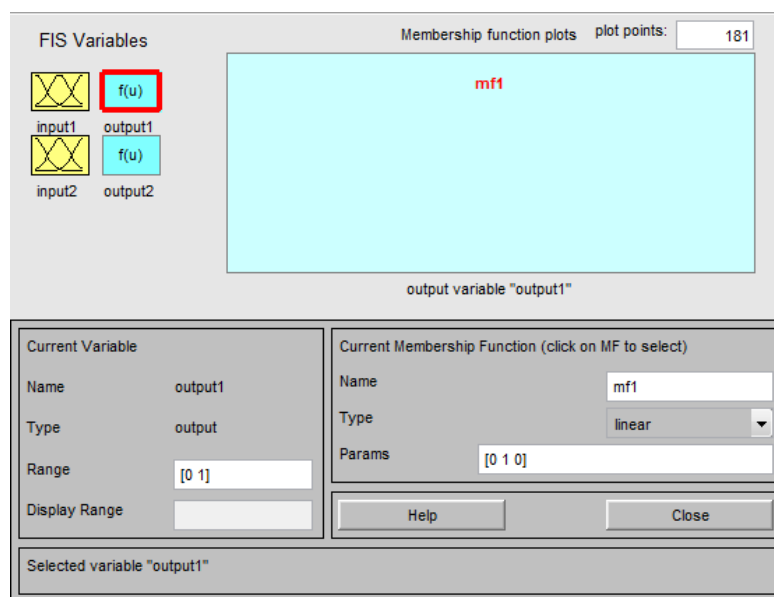 FIS Variables
Membership function plots plot points: 181
f(u)
mf1
input1 output1
f(u)
input2 output2
output variable "output1"
Current Variable
Name output1
Type output
Range [0 1]
Display Range
Current Membership Function (click on MF to select)
Name mf1
Type linear
Params [0 1 0]
Help Close
Selected variable "output1"